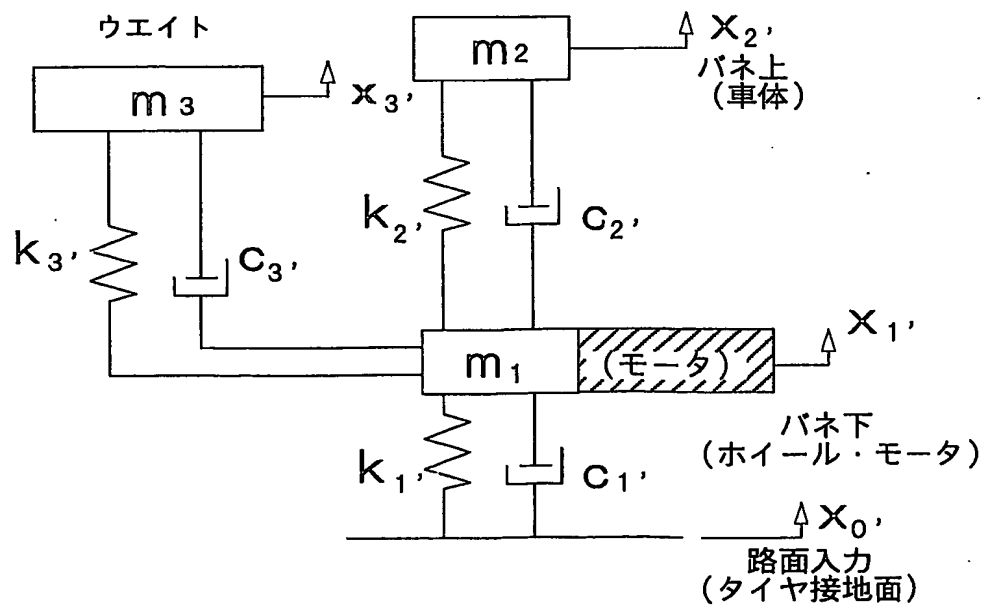 ウエイト
m3
x3,
m2
x2,
バネ上
(車体)
k3,
c3,
k2,
c2,
m1
(モータ)
x1,
バネ下
(ホイール・モータ)
k1,
c1,
x0,
路面入力
(タイヤ接地面)